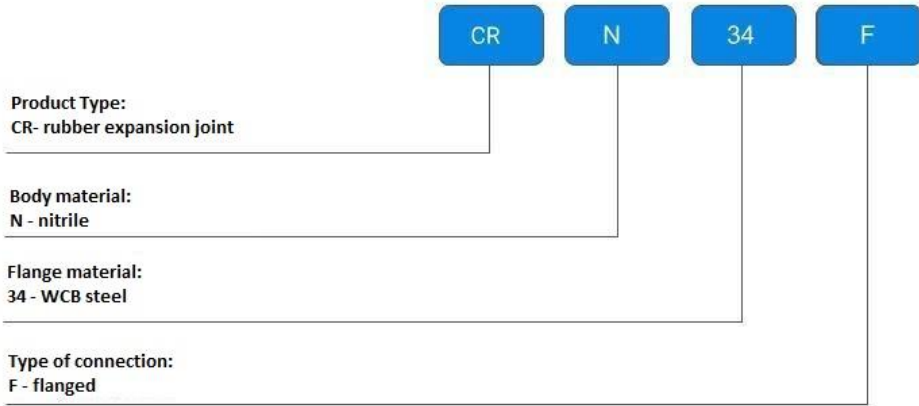 CR N 34 F
Product Type:
CR- rubber expansion joint
Body material:
N - nitrile
Flange material:
34 - WCB steel
Type of connection:
F - flanged